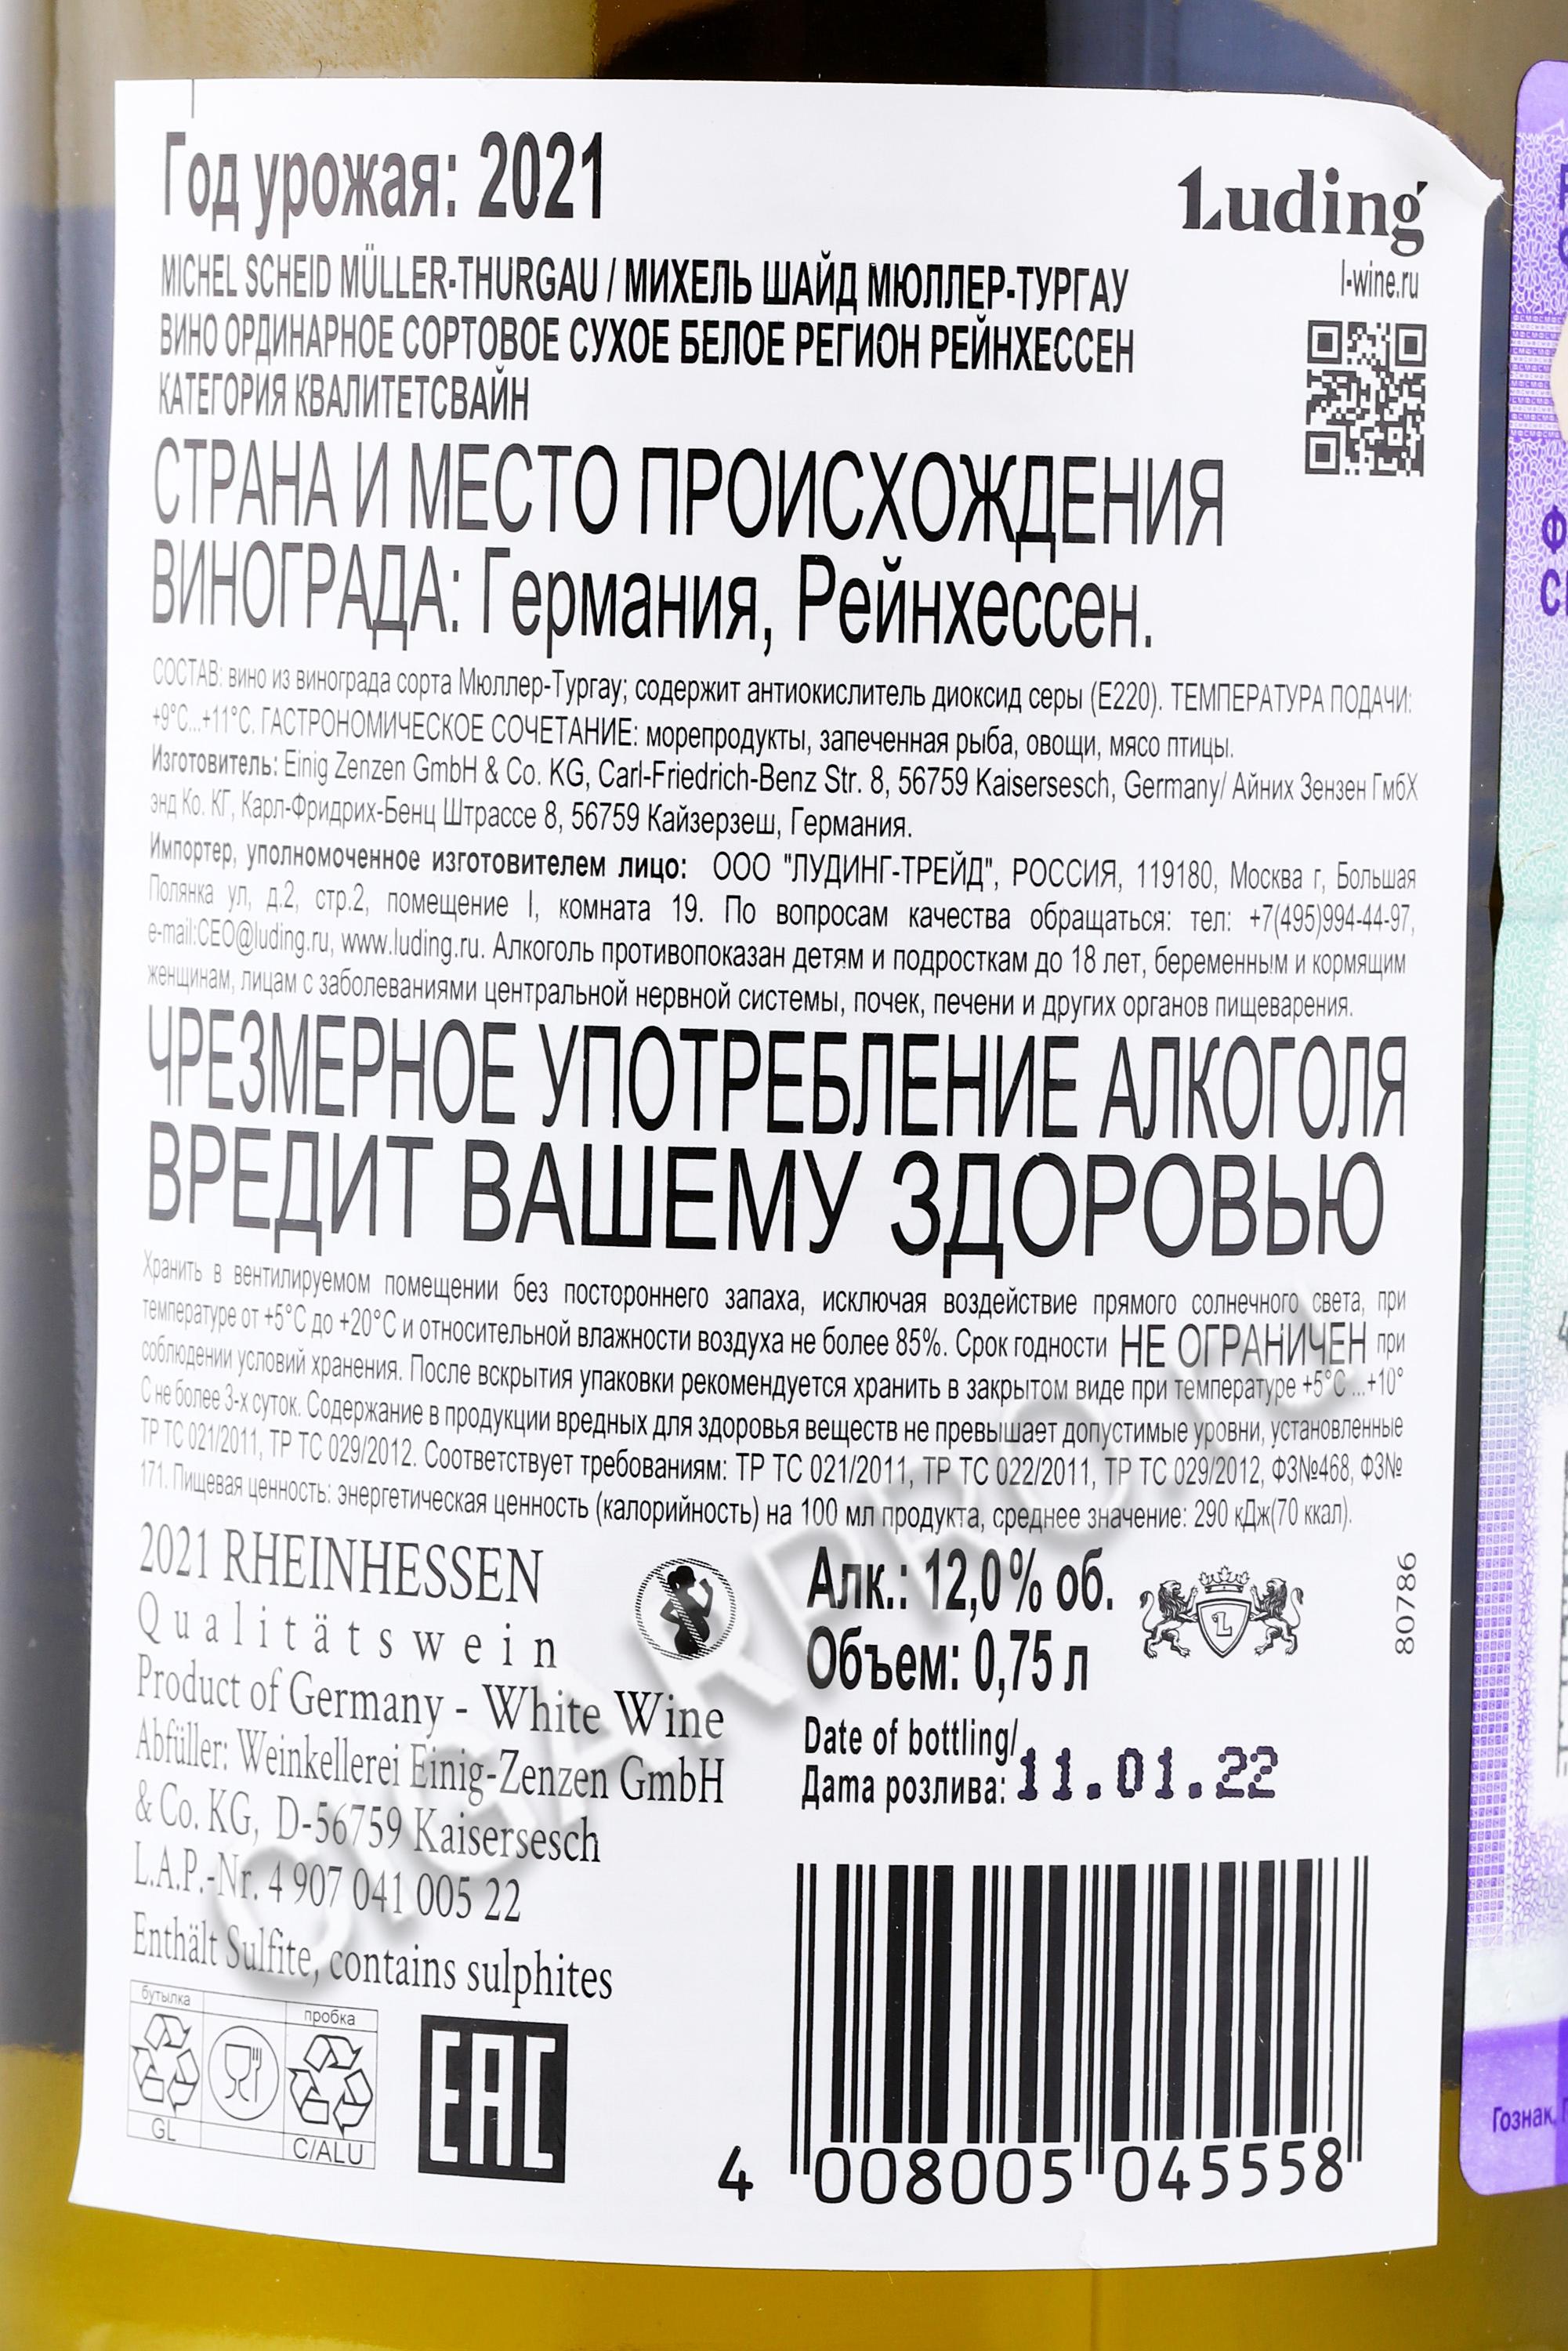 Год урожая: 2021
Luding
l-wine.ru
MICHEL SCHEID MÜLLER-THURGAU / МИХЕЛЬ ШАЙД МЮЛЛЕР-ТУРГАУ
ВИНО ОРДИНАРНОЕ СОРТОВОЕ СУХОЕ БЕЛОЕ РЕГИОН РЕЙНХЕССЕН
КАТЕГОРИЯ КВАЛИТЕТСВАЙН
СТРАНА И МЕСТО ПРОИСХОЖДЕНИЯ
ВИНОГРАДА: Германия, Рейнхессен.
СОСТАВ: вино из винограда сорта Мюллер-Тургау; содержит антиокислитель диоксид серы (Е220). ТЕМПЕРАТУРА ПОДАЧИ:
+9°С...+11°С. ГАСТРОНОМИЧЕСКОЕ СОЧЕТАНИЕ: морепродукты, запеченная рыба, овощи, мясо птицы.
Изготовитель: Einig Zenzen GmbH & Co. KG, Carl-Friedrich-Benz Str. 8, 56759 Kaisersesch, Germany/ Айних Зензен ГмбХ
энд Ко. КГ, Карл-Фридрих-Бенц Штрассе 8, 56759 Кайзерзеш, Германия.
Импортер, уполномоченное изготовителем лицо: ООО "ЛУДИНГ-ТРЕЙД", РОССИЯ, 119180, Москва г, Большая
Полянка ул, д.2, стр.2, помещение I, комната 19. По вопросам качества обращаться: тел: +7(495)994-44-97,
e-mail:CEO@luding.ru, www.luding.ru. Алкоголь противопоказан детям и подросткам до 18 лет, беременным и кормящим
женщинам, лицам с заболеваниями центральной нервной системы, почек, печени и других органов пищеварения.
ЧРЕЗМЕРНОЕ УПОТРЕБЛЕНИЕ АЛКОГОЛЯ
ВРЕДИТ ВАШЕМУ ЗДОРОВЬЮ
Хранить в вентилируемом помещении без постороннего запаха, исключая воздействие прямого солнечного света, при
температуре от +5°С до +20°С и относительной влажности воздуха не более 85%. Срок годности НЕ ОГРАНИЧЕН при
соблюдении условий хранения. После вскрытия упаковки рекомендуется хранить в закрытом виде при температуре +5°С ...+10°
С не более 3-х суток. Содержание в продукции вредных для здоровья веществ не превышает допустимые уровни, установленные
ТР ТС 021/2011, ТР ТС 029/2012. Соответствует требованиям: ТР ТС 021/2011, ТР ТС 022/2011, ТР ТС 029/2012, ФЗ№468, ФЗ№
171. Пищевая ценность: энергетическая ценность (калорийность) на 100 мл продукта, среднее значение: 290 кДж(70 ккал).
2021 RHEINHESSEN
Qualitätswein
Product of Germany - White Wine
Abfüller: Weinkellerei Einig-Zenzen GmbH
& Co. KG, D-56759 Kaisersesch
L.A.P.-Nr. 4 907 041 005 22
Enthält Sulfite, contains sulphites
Алк.: 12,0 % об.
Объем: 0,75 л
L
80786
Date of bottling/
Дата розлива: 11.01.22
бутылка
пробка
GL
C/ALU
EAC
4 008005 045558
CIGARPRO.ru
Гознак,